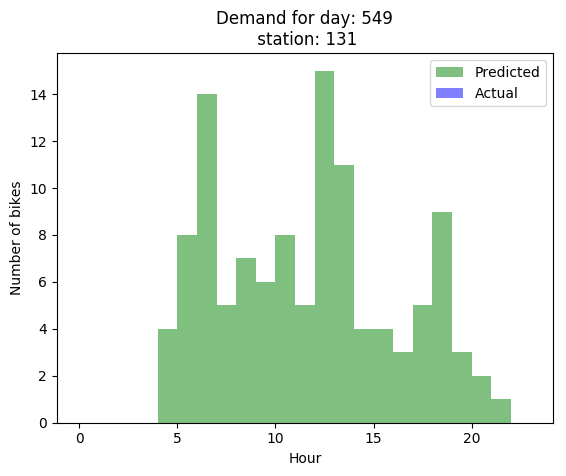 Demand for day: 549
station: 131
Predicted
Actual
Number of bikes
14
12
10
8
6
4
2
0
0 5 10 15 20
Hour